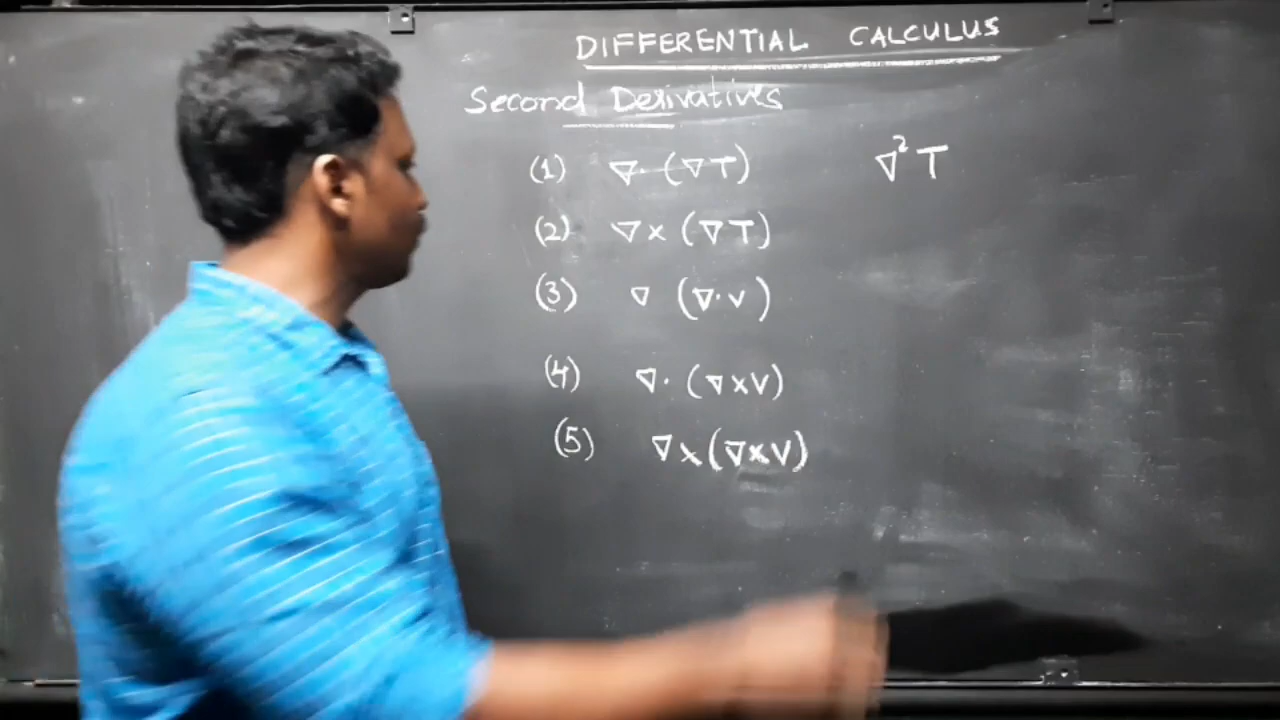 DIFFERENTIAL CALCULUS
Second Derivatives
(1) ∇·(∇T) ∇²T
(2) ∇×(∇T)
(3) ∇(∇·v)
(4) ∇·(∇×V)
(5) ∇×(∇×V)